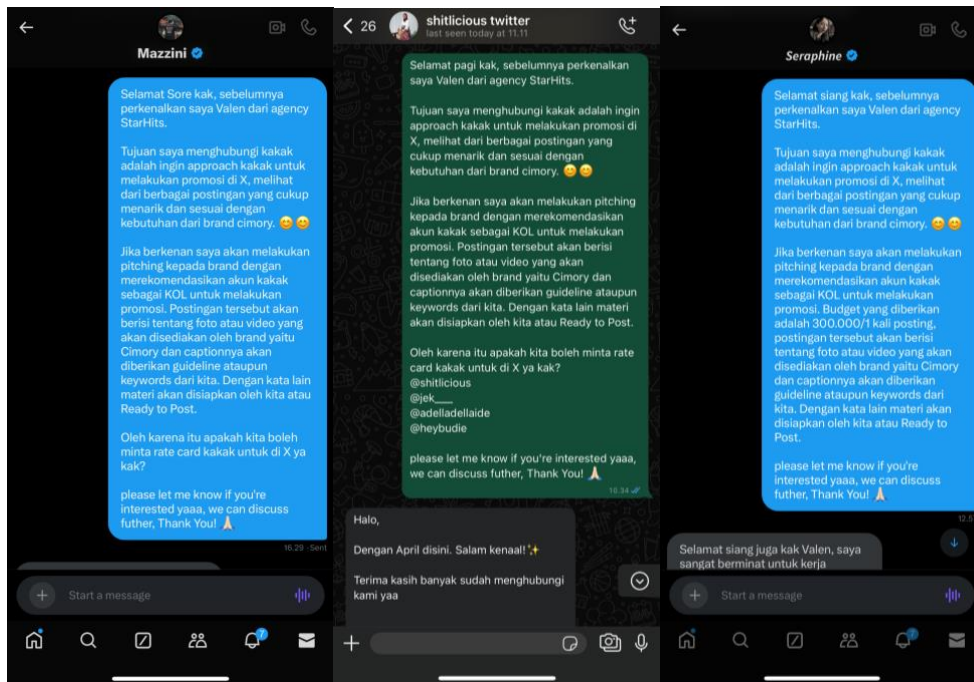 Mazzini
Selamat Sore kak, sebelumnya
perkenalkan saya Valen dari agency
StarHits.
Tujuan saya menghubungi kakak
adalah ingin approach kakak untuk
melakukan promosi di X, melihat
dari berbagai postingan yang cukup
menarik dan sesuai dengan
kebutuhan dari brand cimory. 😊😊
Jika berkenan saya akan melakukan
pitching kepada brand dengan
merekomendasikan akun kakak
sebagai KOL untuk melakukan
promosi. Postingan tersebut akan
berisi tentang foto atau video yang
akan disediakan oleh brand yaitu
Cimory dan captionnya akan
diberikan guideline ataupun
keywords dari kita. Dengan kata lain
materi akan disiapkan oleh kita atau
Ready to Post.
Oleh karena itu apakah kita boleh
minta rate card kakak untuk di X ya
kak?
please let me know if you're
interested yaaa, we can discuss
futher, Thank You! 🙏🏻
16.29 · Sent
Start a message
7
26
shitlicious twitter
last seen today at 11.11
Selamat pagi kak, sebelumnya perkenalkan
saya Valen dari agency StarHits.
Tujuan saya menghubungi kakak adalah ingin
approach kakak untuk melakukan promosi di
X, melihat dari berbagai postingan yang
cukup menarik dan sesuai dengan
kebutuhan dari brand cimory. 😊😊
Jika berkenan saya akan melakukan pitching
kepada brand dengan merekomendasikan
akun kakak sebagai KOL untuk melakukan
promosi. Postingan tersebut akan berisi
tentang foto atau video yang akan
disediakan oleh brand yaitu Cimory dan
captionnya akan diberikan guideline ataupun
keywords dari kita. Dengan kata lain materi
akan disiapkan oleh kita atau Ready to Post.
Oleh karena itu apakah kita boleh minta rate
card kakak untuk di X ya kak?
@shitlicious
@jek___
@adelladellaide
@heybudie
please let me know if you're interested yaaa,
we can discuss futher, Thank You! 🙏🏻
16.34
Halo,
Dengan April disini. Salam kenaal!✨
Terima kasih banyak sudah menghubungi
kami yaa
Seraphine
Selamat siang kak, sebelumnya
perkenalkan saya Valen dari agency
StarHits.
Tujuan saya menghubungi kakak
adalah ingin approach kakak untuk
melakukan promosi di X, melihat
dari berbagai postingan yang cukup
menarik dan sesuai dengan
kebutuhan dari brand cimory. 😊😊
Jika berkenan saya akan melakukan
pitching kepada brand dengan
merekomendasikan akun kakak
sebagai KOL untuk melakukan
promosi. Budget yang diberikan
adalah 300.000/1 kali posting,
postingan tersebut akan berisi
tentang foto atau video yang akan
disediakan oleh brand yaitu Cimory
dan captionnya akan diberikan
guideline ataupun keywords dari
kita. Dengan kata lain materi akan
disiapkan oleh kita atau Ready to
Post.
please let me know if you're
interested yaaa, we can discuss
futher, Thank You! 🙏🏻
Selamat siang juga kak Valen, saya
sangat berminat untuk kerja
Start a message
7